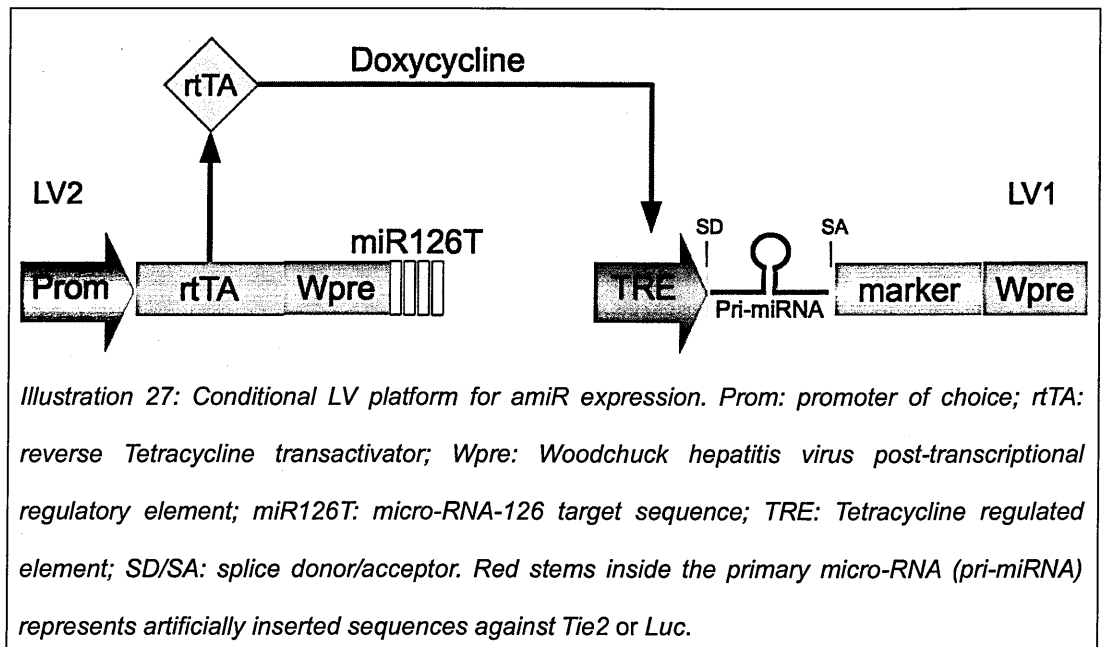 rtTA
Doxycycline
LV2
LV1
miR126T
SD
SA
Prom
rtTA
Wpre
TRE
Pri-miRNA
marker
Wpre
Illustration 27: Conditional LV platform for amiR expression. Prom: promoter of choice; rtTA:
reverse Tetracycline transactivator; Wpre: Woodchuck hepatitis virus post-transcriptional
regulatory element; miR126T: micro-RNA-126 target sequence; TRE: Tetracycline regulated
element; SD/SA: splice donor/acceptor. Red stems inside the primary micro-RNA (pri-miRNA)
represents artificially inserted sequences against Tie2 or Luc.